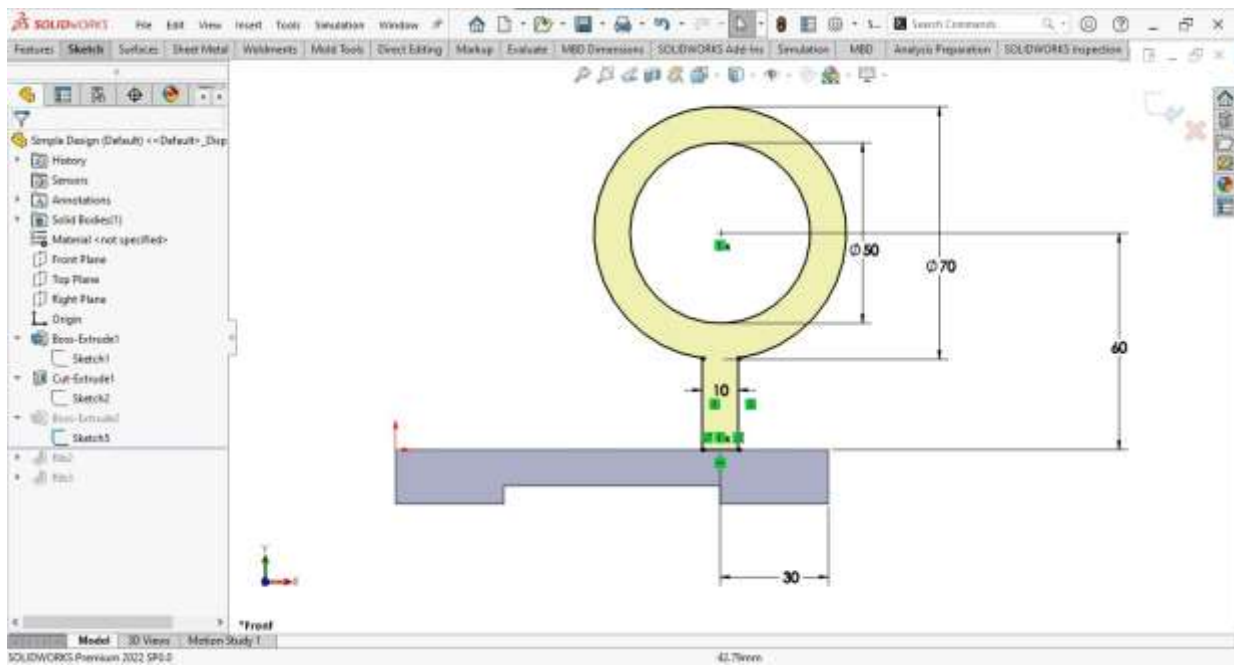 SOLIDWORKS File Edit View Insert Tools Simulation Window
Search Commands
Features Sketch Surfaces Sheet Metal Weldments Mold Tools Direct Editing Markup Evaluate MBD Dimensions SOLIDWORKS Add-Ins Simulation MBD Analysis Preparation SOLIDWORKS Inspection
Simple Design (Default) <<Default>_Disp
History
Sensors
Annotations
Solid Bodies(1)
Material <not specified>
Front Plane
Top Plane
Right Plane
Origin
Boss-Extrude1
Sketch1
Cut-Extrude1
Sketch2
Boss-Extrude2
Sketch5
Ø50
Ø70
60
10
30
Y
X
*Front
Model 3D Views Motion Study 1
SOLIDWORKS Premium 2022 SP0.0
42.79mm